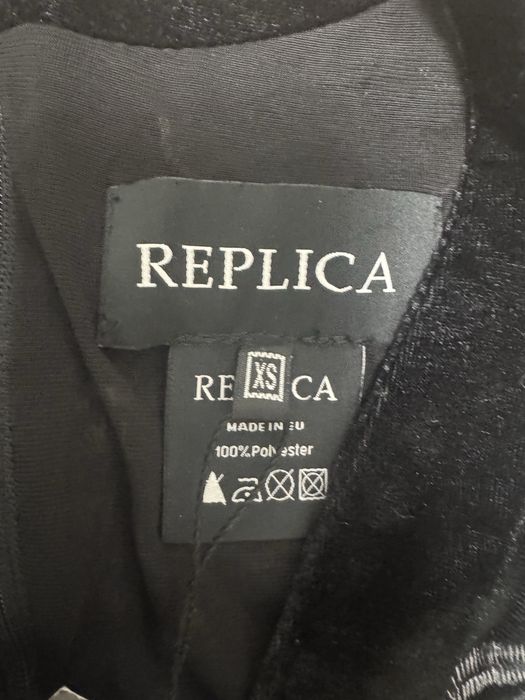 REPLICA
XS
RE CA
MADE IN EU
100%Polyester